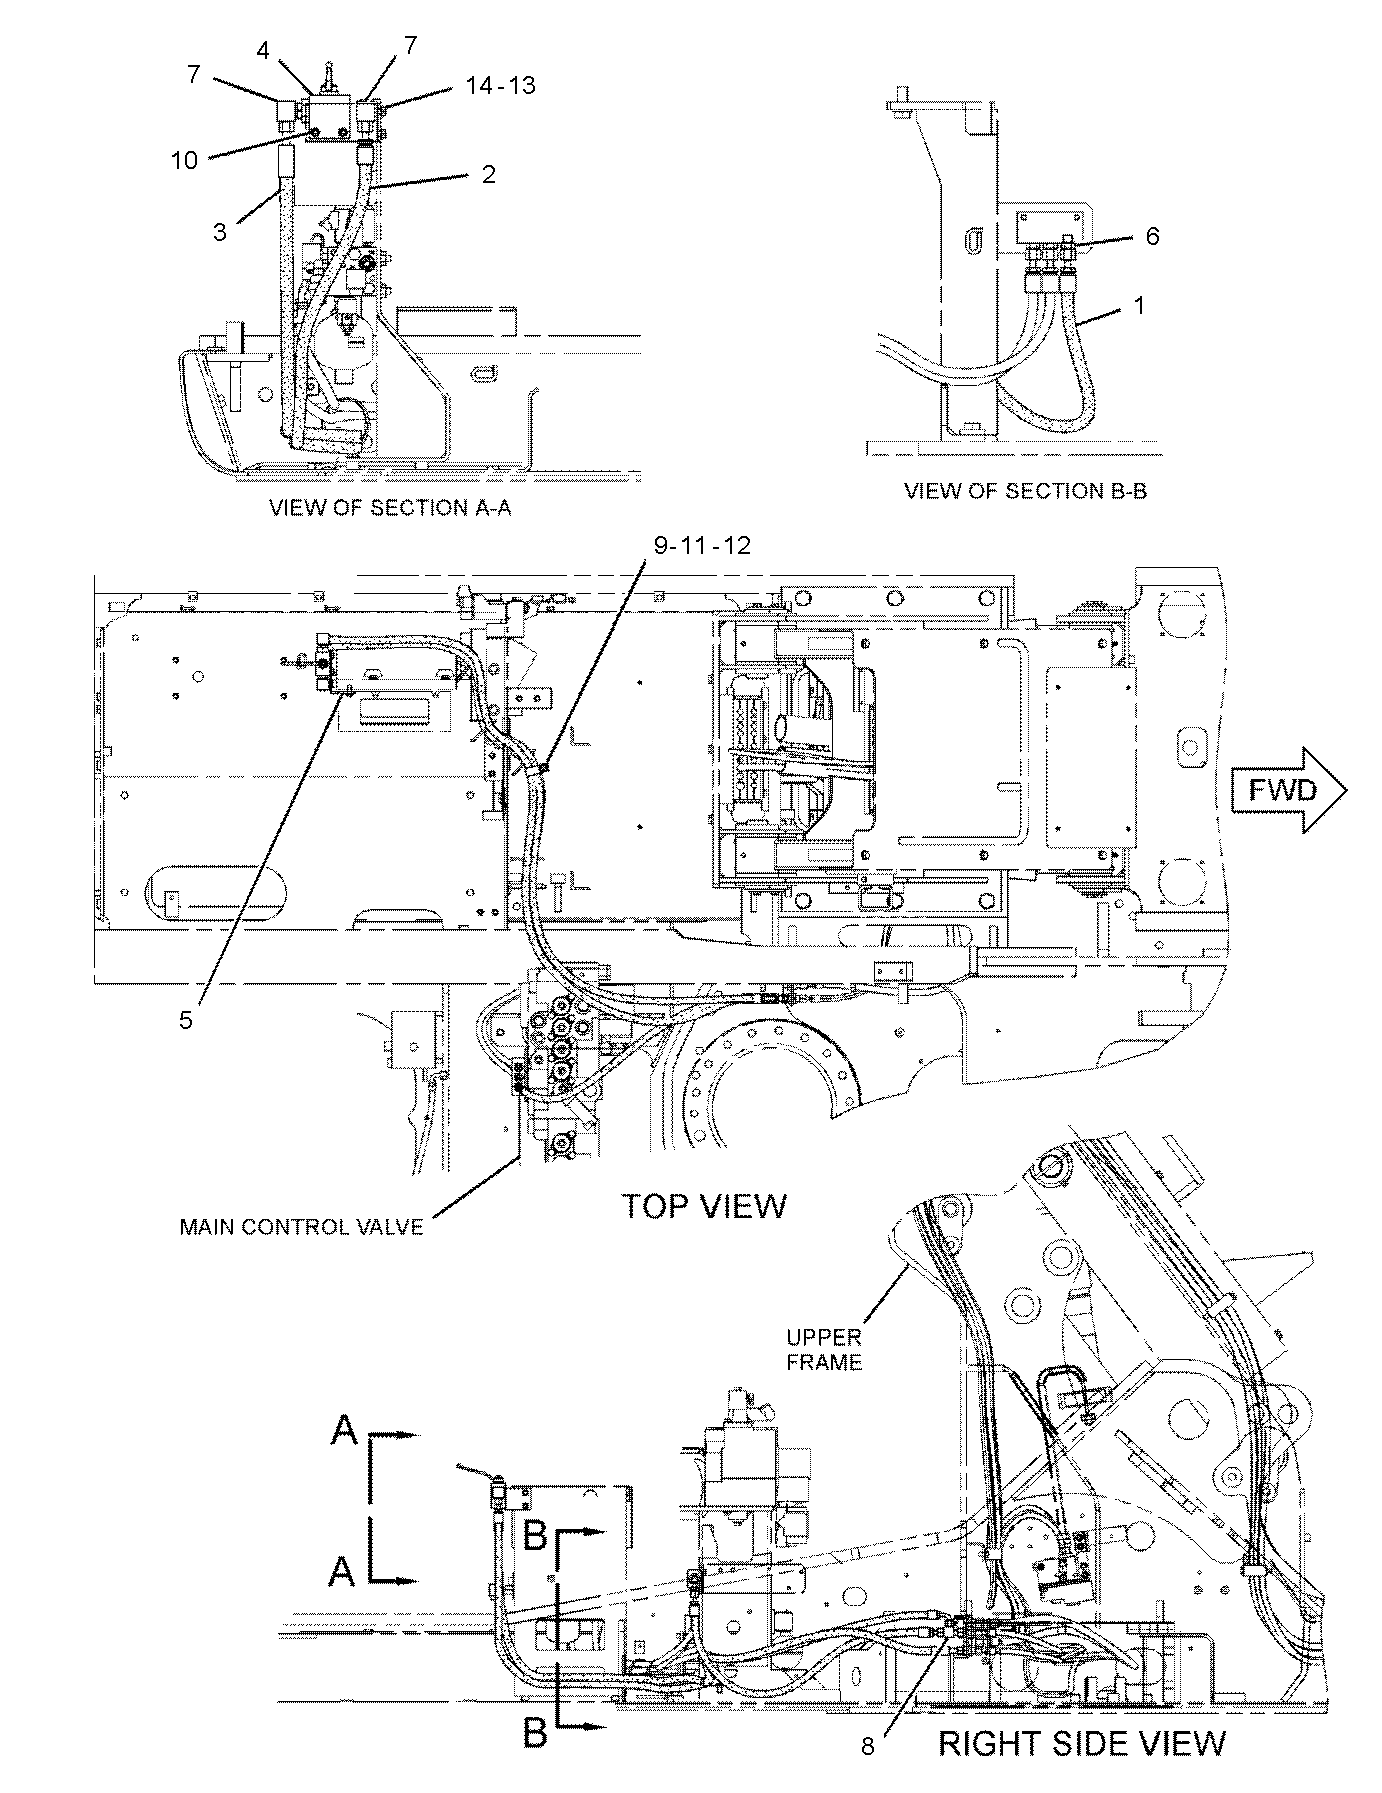 4
7
7
14-13
10
2
3
6
1
VIEW OF SECTION A-A
VIEW OF SECTION B-B
9-11-12
FWD
5
TOP VIEW
MAIN CONTROL VALVE
UPPER
FRAME
A
B
A
B
8
RIGHT SIDE VIEW